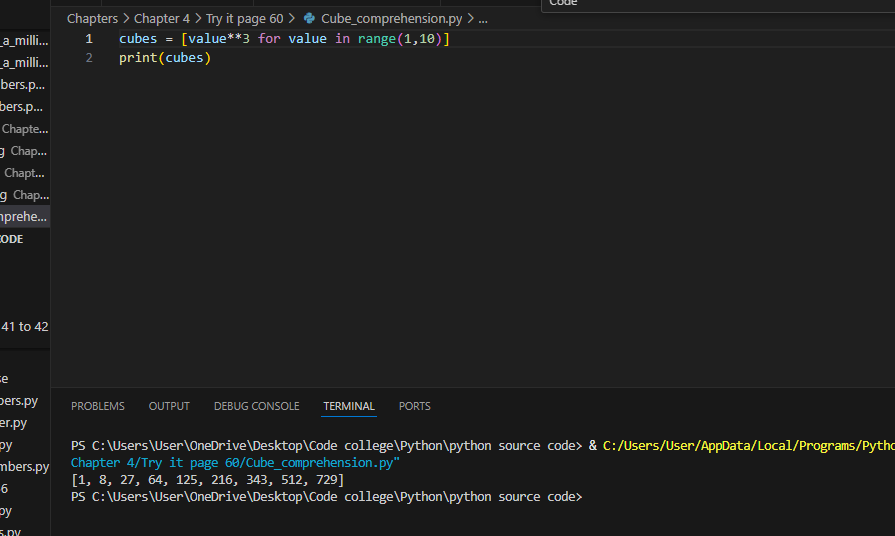 Code
Chapters > Chapter 4 > Try it page 60 > Cube_comprehension.py > ...
_a_milli...
_a_milli...
bers.p...
bers.p...
Chapte...
g Chap...
Chapt...
g Chap...
mprehe...
CODE
41 to 42
se
bers.py
er.py
py
mbers.py
6
py
s.py
1 cubes = [value**3 for value in range(1,10)]
2 print(cubes)
PROBLEMS OUTPUT DEBUG CONSOLE TERMINAL PORTS
PS C:\Users\User\OneDrive\Desktop\Code college\Python\python source code> & C:/Users/User/AppData/Local/Programs/Pytho
Chapter 4/Try it page 60/Cube_comprehension.py"
[1, 8, 27, 64, 125, 216, 343, 512, 729]
PS C:\Users\User\OneDrive\Desktop\Code college\Python\python source code>